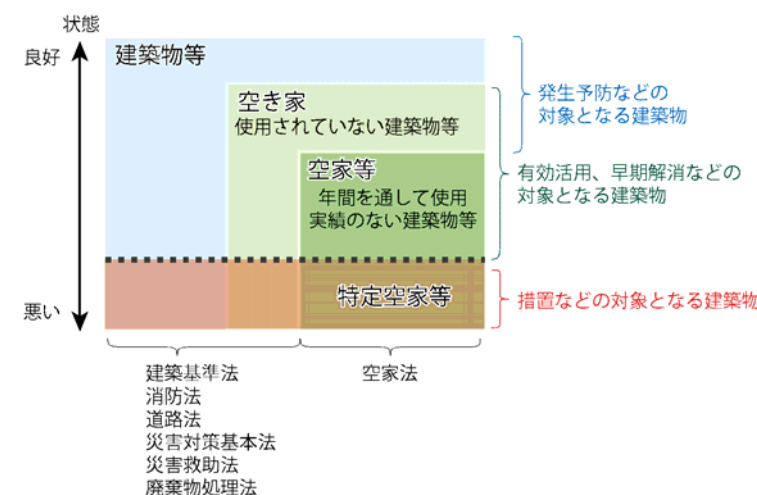 状態
良好
建築物等
空き家
使用されていない建築物等
空家等
年間を通して使用
実績のない建築物等
発生予防などの
対象となる建築物
有効活用、早期解消などの
対象となる建築物
特定空家等
措置などの対象となる建築物
悪い
建築基準法
消防法
道路法
災害対策基本法
災害救助法
廃棄物処理法
空家法